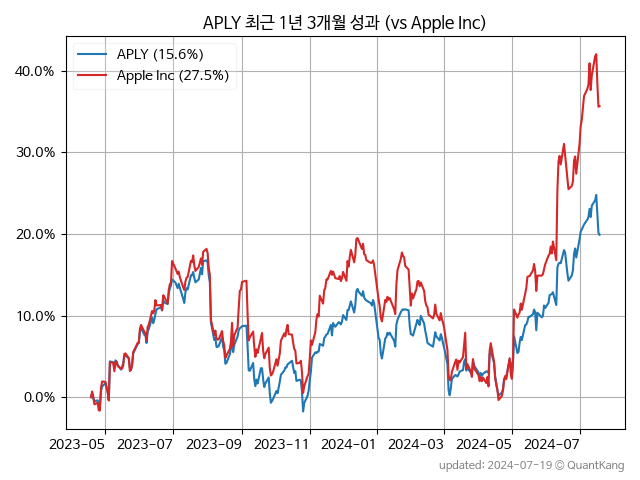 APLY 최근 1년 3개월 성과 (vs Apple Inc)
APLY (15.6%)
Apple Inc (27.5%)
40.0%
30.0%
20.0%
10.0%
0.0%
2023-05 2023-07 2023-09 2023-11 2024-01 2024-03 2024-05 2024-07
updated: 2024-07-19 © QuantKang